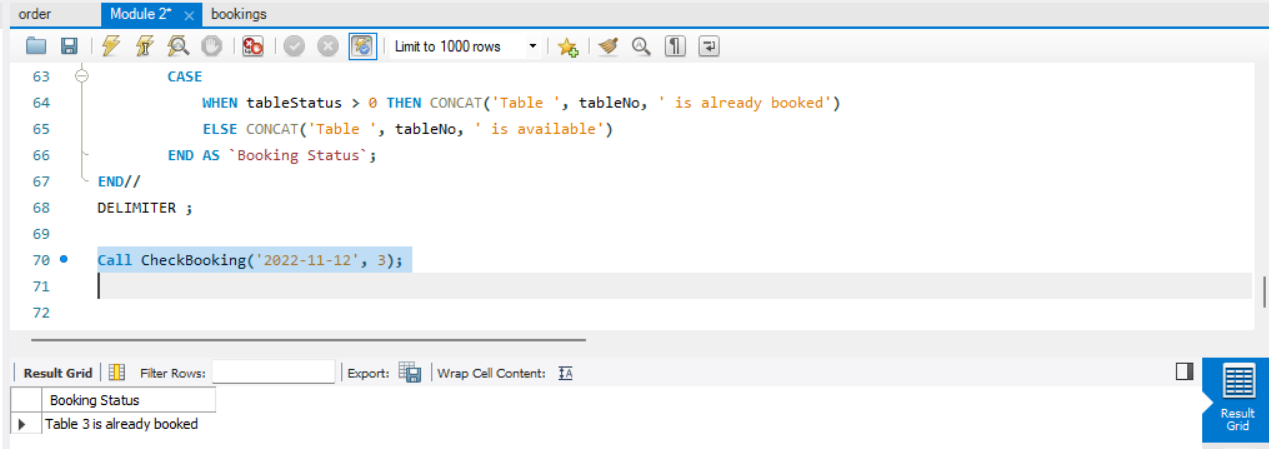 order Module 2* × bookings
Limit to 1000 rows
63 CASE
64 WHEN tableStatus > 0 THEN CONCAT('Table ', tableNo, ' is already booked')
65 ELSE CONCAT('Table ', tableNo, ' is available')
66 END AS `Booking Status`;
67 END//
68 DELIMITER ;
69
70 Call CheckBooking('2022-11-12', 3);
71
72
Result Grid Filter Rows: Export: Wrap Cell Content: IA
Booking Status
Table 3 is already booked
Result
Grid